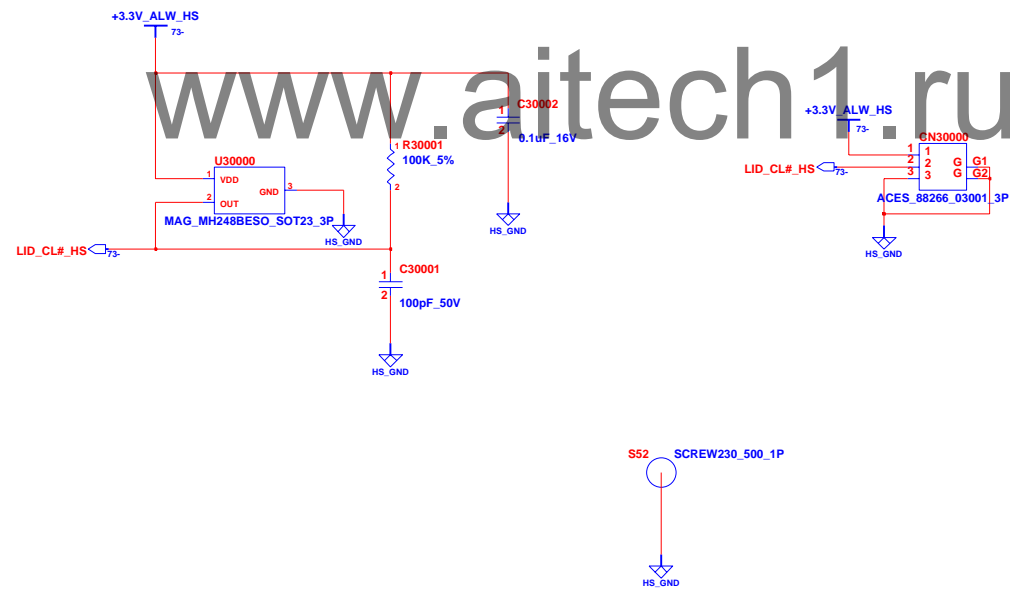 +3.3V_ALW_HS
73-
www.aitech1.ru
C30002
1
2
0.1uF_16V
+3.3V_ALW_HS
73-
R30001
1
100K_5%
2
U30000
1
VDD
GND
3
2
OUT
MAG_MH248BESO_SOT23_3P
HS_GND
HS_GND
CN30000
1
1
2
2
3
3
G
G1
G
G2
LID_CL#_HS
73-
ACES_88266_03001_3P
HS_GND
LID_CL#_HS
73-
C30001
1
2
100pF_50V
HS_GND
S52
SCREW230_500_1P
HS_GND